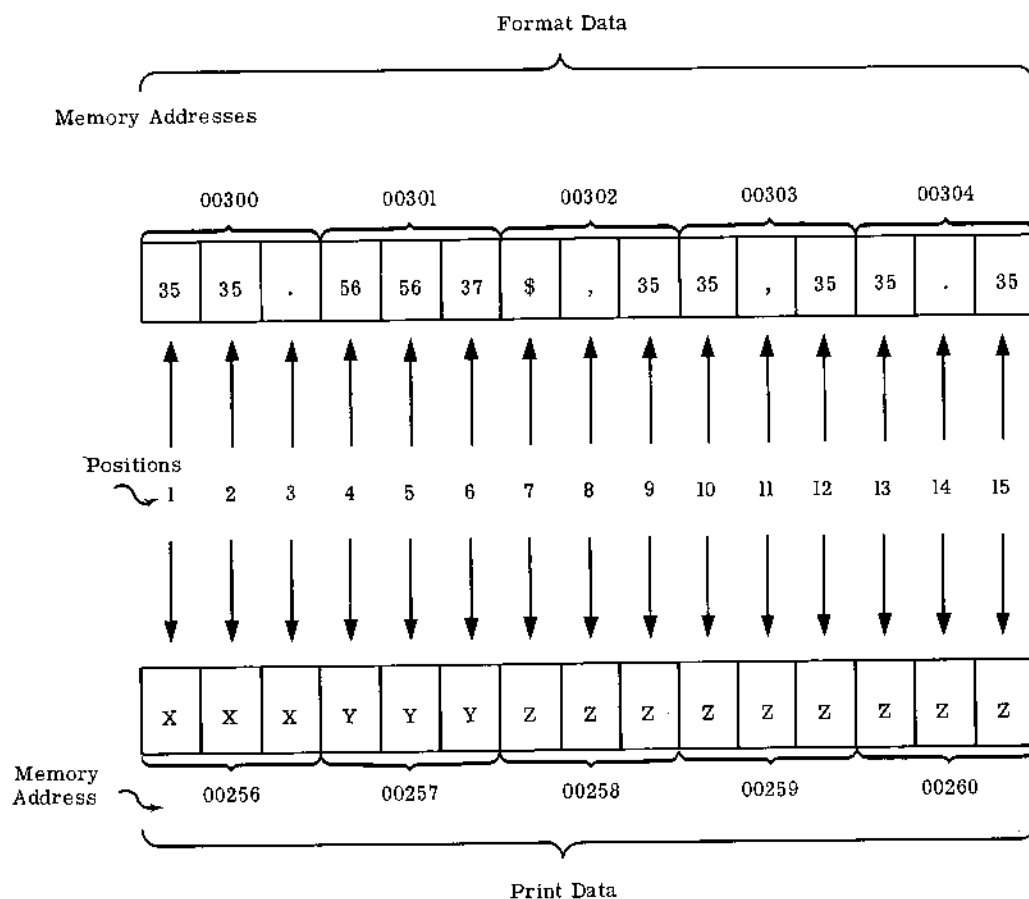 Format Data
Memory Addresses
00300 00301 00302 00303 00304
35 35 . 56 56 37 $ , 35 35 , 35 35 . 35
Positions
1 2 3 4 5 6 7 8 9 10 11 12 13 14 15
X X X Y Y Y Z Z Z Z Z Z Z Z Z
Memory
Address
00256 00257 00258 00259 00260
Print Data